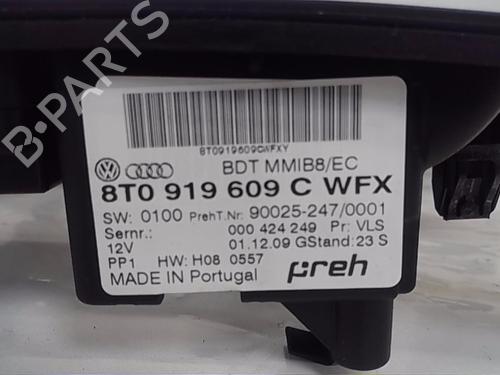 8T0919609CWFXY
BDT MMIB8/EC
8T0 919 609 C WFX
SW: 0100 PrehT.Nr: 90025-247/0001
Sernr.: 000 424 249 Pr: VLS
12V 01.12.09 GStand: 23 S
PP1 HW: H08 0557
MADE IN Portugal preh